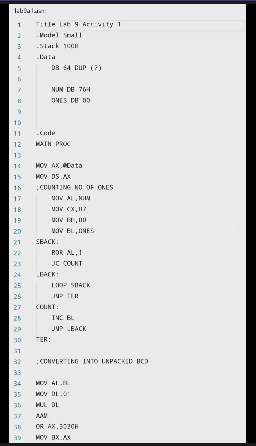 lab9a1.asm
1 Title Lab 9 Activity 1
2 .Model Small
3 .Stack 100H
4 .Data
5 DB 64 DUP (?)
6
7 NUM DB 76H
8 ONES DB 00
9
10
11 .Code
12 MAIN PROC
13
14 MOV AX,@Data
15 MOV DS,AX
16 ;COUNTING NO OF ONES
17 MOV AL,NUM
18 MOV CX,07
19 MOV BH,00
20 MOV BL,ONES
21 SBACK:
22 ROR AL,1
23 JC COUNT
24 LBACK:
25 LOOP SBACK
26 JMP TER
27 COUNT:
28 INC BL
29 JMP LBACK
30 TER:
31
32 ;CONVERTING INTO UNPACKED BCD
33
34 MOV AL,BL
35 MOV DL,01
36 MUL DL
37 AAM
38 OR AX,3030H
39 MOV BX,AX